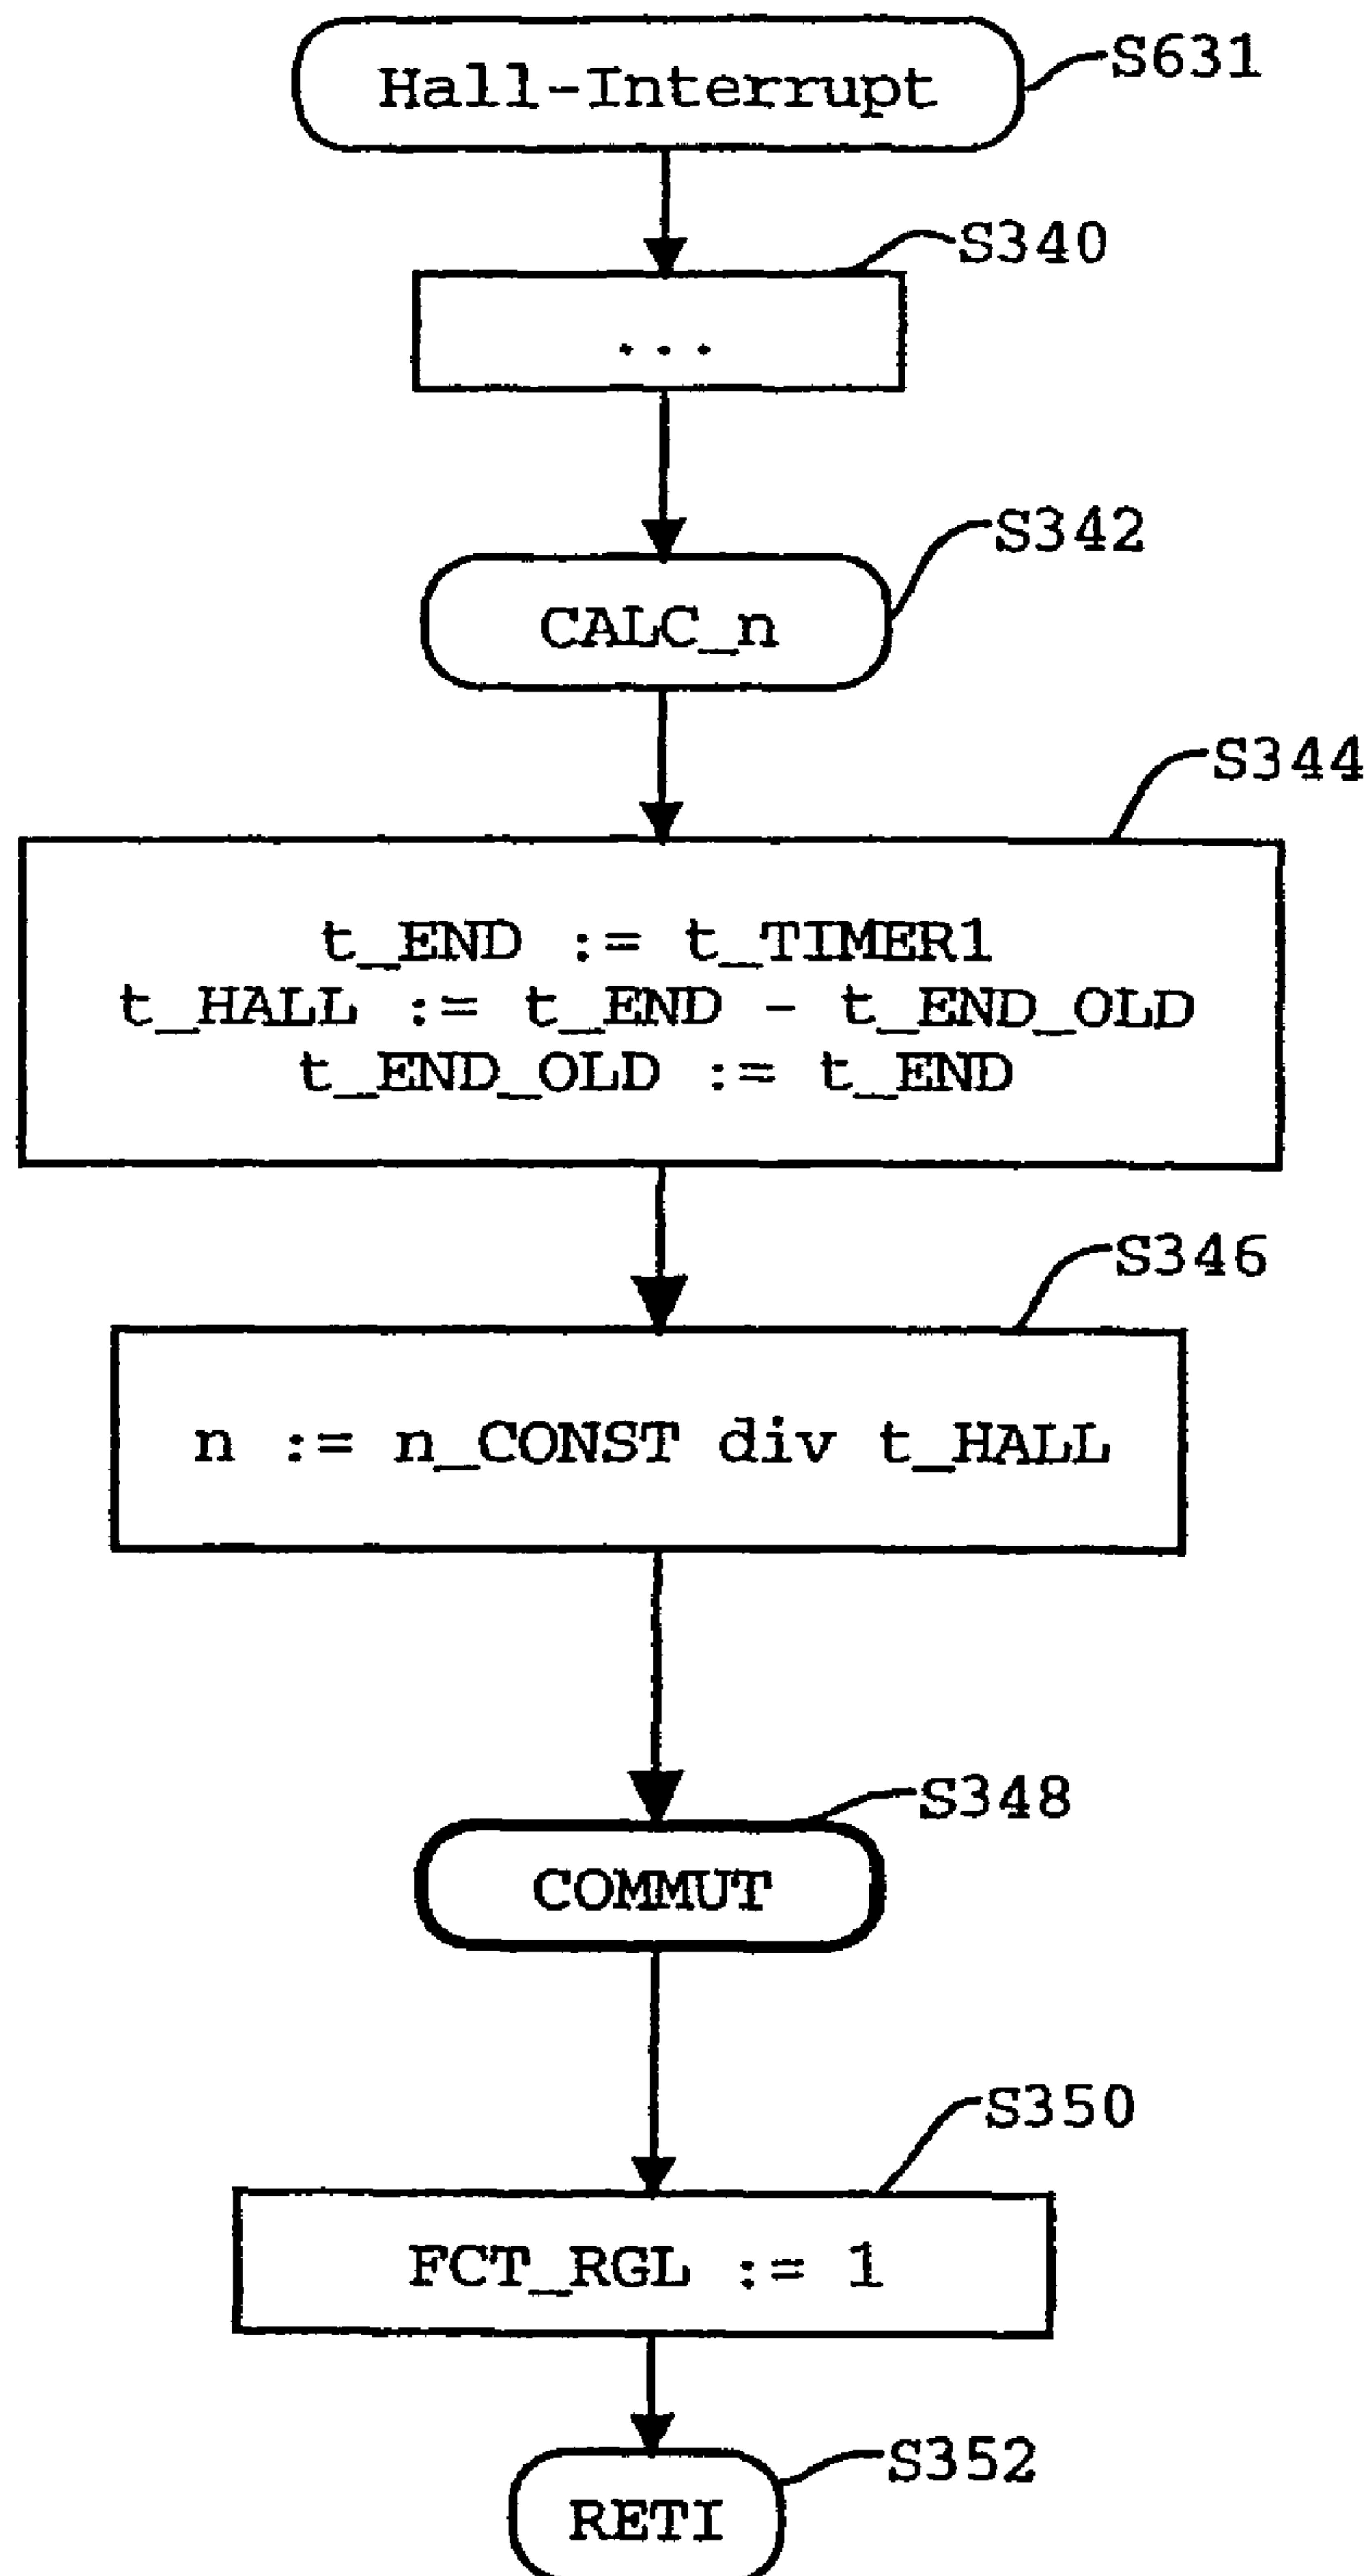 Hall-Interrupt
S631
S340
...
S342
CALC_n
S344
t_END := t_TIMER1
t_HALL := t_END - t_END_OLD
t_END_OLD := t_END
S346
n := n_CONST div t_HALL
S348
COMMUT
S350
FCT_RGL := 1
S352
RETI